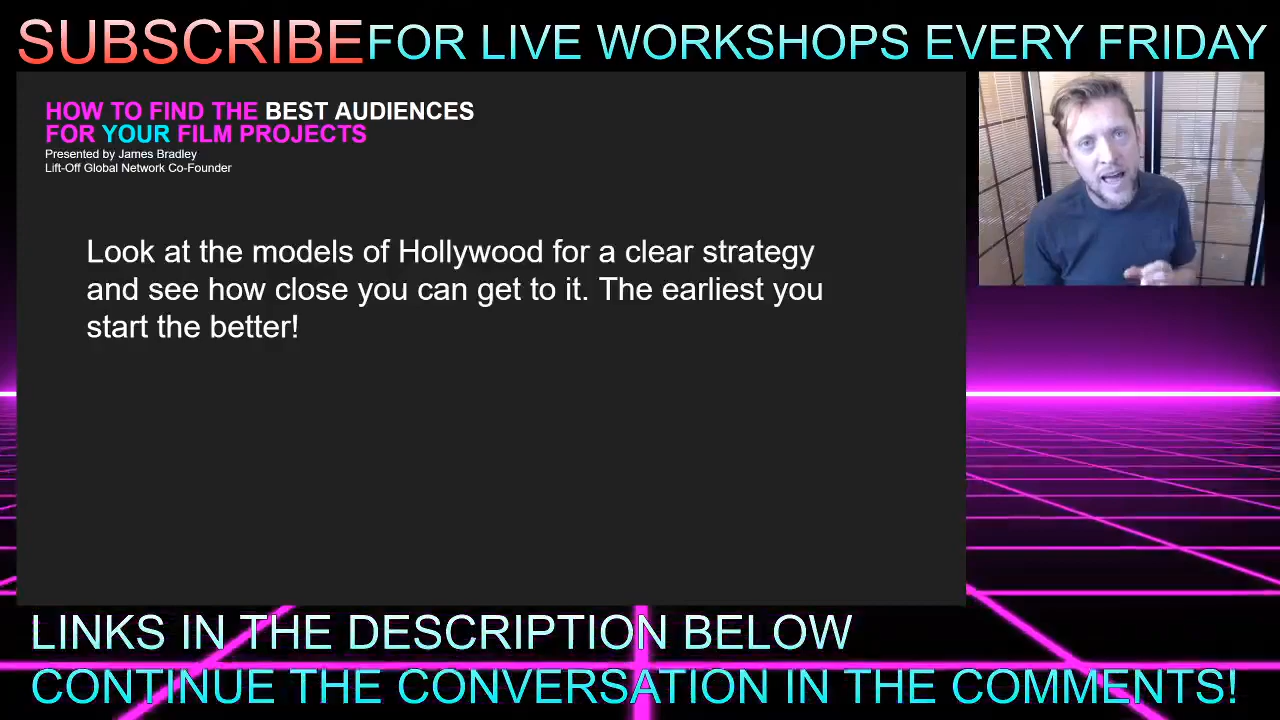 SUBSCRIBE FOR LIVE WORKSHOPS EVERY FRIDAY
HOW TO FIND THE BEST AUDIENCES
FOR YOUR FILM PROJECTS
Presented by James Bradley
Lift-Off Global Network Co-Founder
Look at the models of Hollywood for a clear strategy
and see how close you can get to it. The earliest you
start the better!
LINKS IN THE DESCRIPTION BELOW
CONTINUE THE CONVERSATION IN THE COMMENTS!